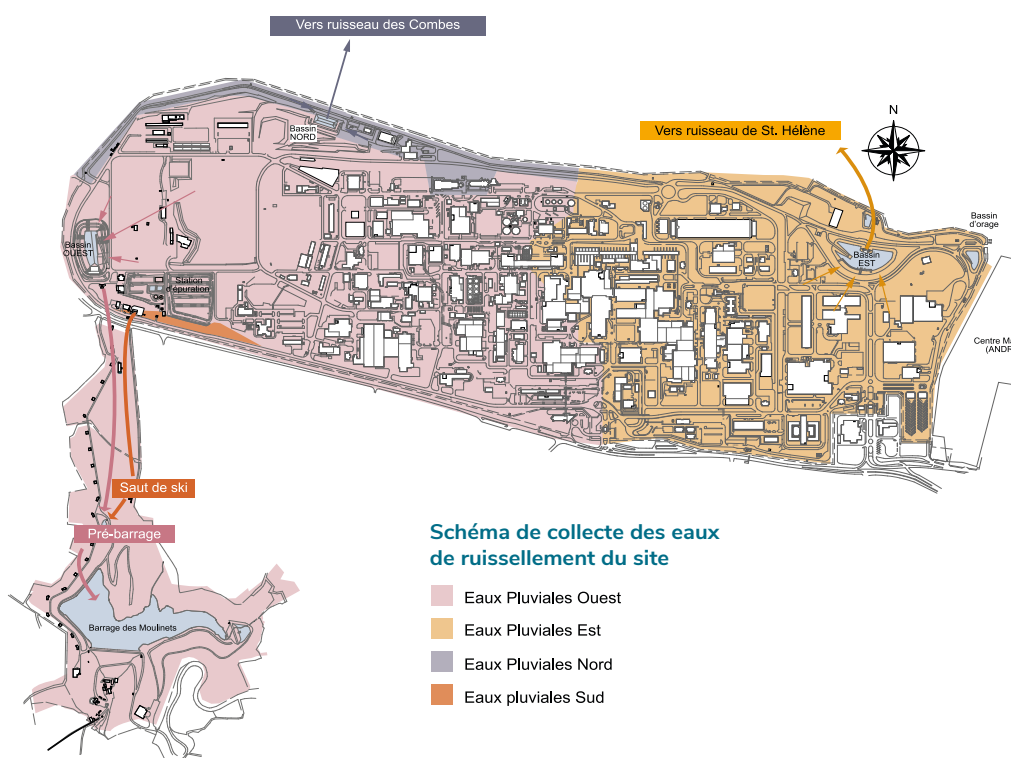 Vers ruisseau des Combes
Bassin
NORD
Vers ruisseau de St. Hélène
N
Bassin
d'orage
Bassin
OUEST
Bassin
EST
Station
d'épuration
Centre Ma
(ANDR
Saut de ski
Pré-barrage
Barrage des Moulinets
Schéma de collecte des eaux
de ruissellement du site
Eaux Pluviales Ouest
Eaux Pluviales Est
Eaux Pluviales Nord
Eaux pluviales Sud